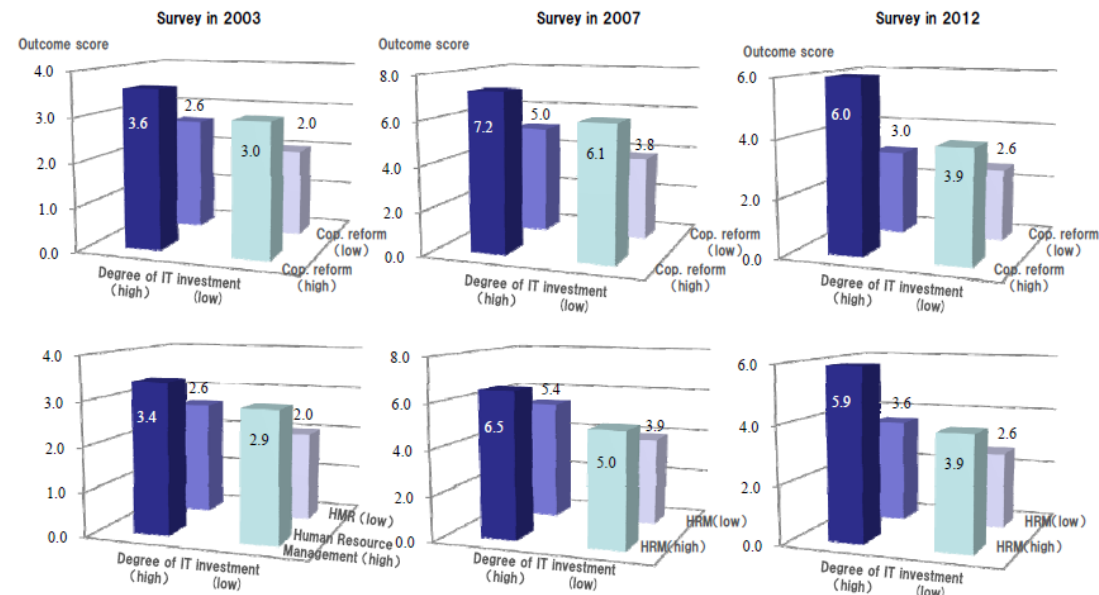 Survey in 2003
Outcome score
4.0
3.0
2.0
1.0
0.0
3.6
2.6
3.0
2.0
Cop. reform
(low)
Cop. reform
(high)
Degree of IT investment
(high)
(low)
Survey in 2007
Outcome score
8.0
6.0
4.0
2.0
0.0
7.2
5.0
6.1
3.8
Cop. reform
(low)
Cop. reform
(high)
Degree of IT investment
(high)
(low)
Survey in 2012
Outcome score
6.0
4.0
2.0
0.0
6.0
3.0
3.9
2.6
Cop. reform
(low)
Cop. reform
(high)
Degree of IT investment
(high)
(low)
4.0
3.0
2.0
1.0
0.0
3.4
2.6
2.9
2.0
HMR (low)
Human Resource
Management (high)
Degree of IT investment
(high)
(low)
8.0
6.0
4.0
2.0
0.0
6.5
5.4
5.0
3.9
HRM(low)
HRM(high)
Degree of IT investment
(high)
(low)
6.0
4.0
2.0
0.0
5.9
3.6
3.9
2.6
HRM(low)
HRM(high)
Degree of IT investment
(high)
(low)